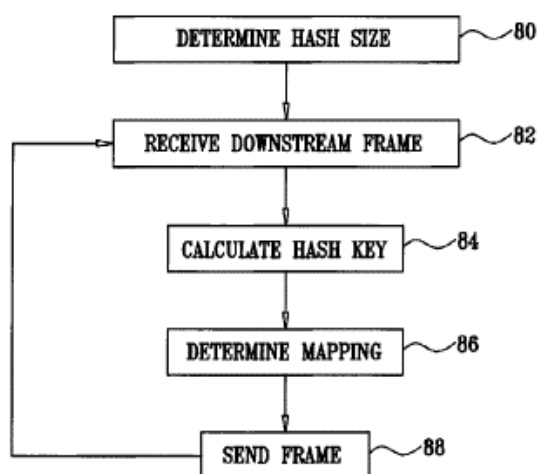 DETERMINE HASH SIZE 80
RECEIVE DOWNSTREAM FRAME 82
CALCULATE HASH KEY 84
DETERMINE MAPPING 86
SEND FRAME 88